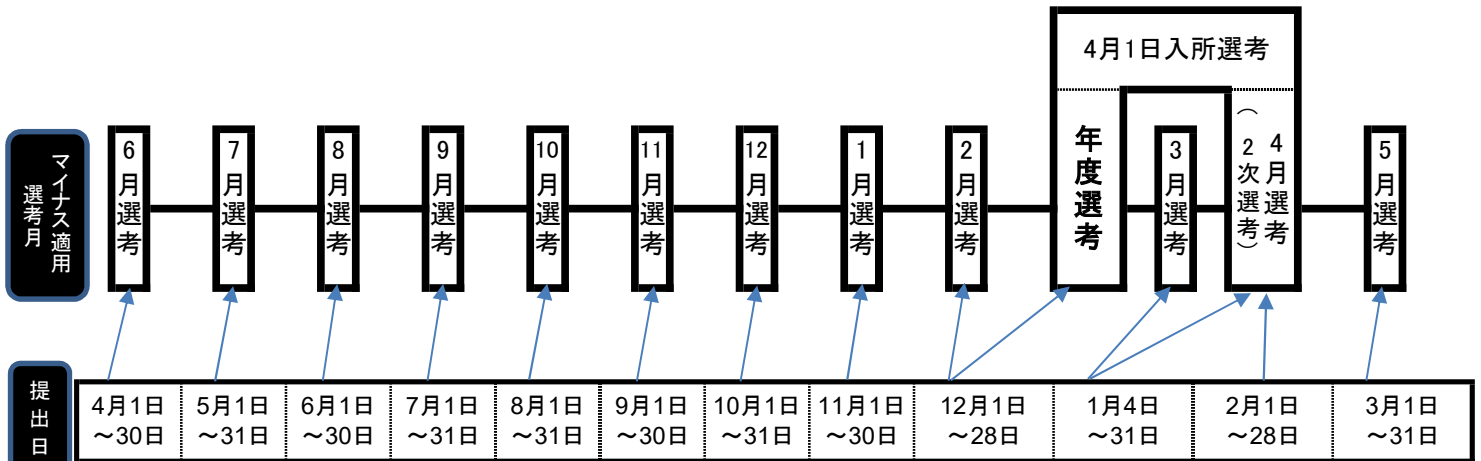 4月1日入所選考
マイナス適用
選考月
6月選考
7月選考
8月選考
9月選考
10月選考
11月選考
12月選考
1月選考
2月選考
年度選考
3月選考
4月選考
（2次選考）
5月選考
提出日
4月1日
～30日
5月1日
～31日
6月1日
～30日
7月1日
～31日
8月1日
～31日
9月1日
～30日
10月1日
～31日
11月1日
～30日
12月1日
～28日
1月4日
～31日
2月1日
～28日
3月1日
～31日